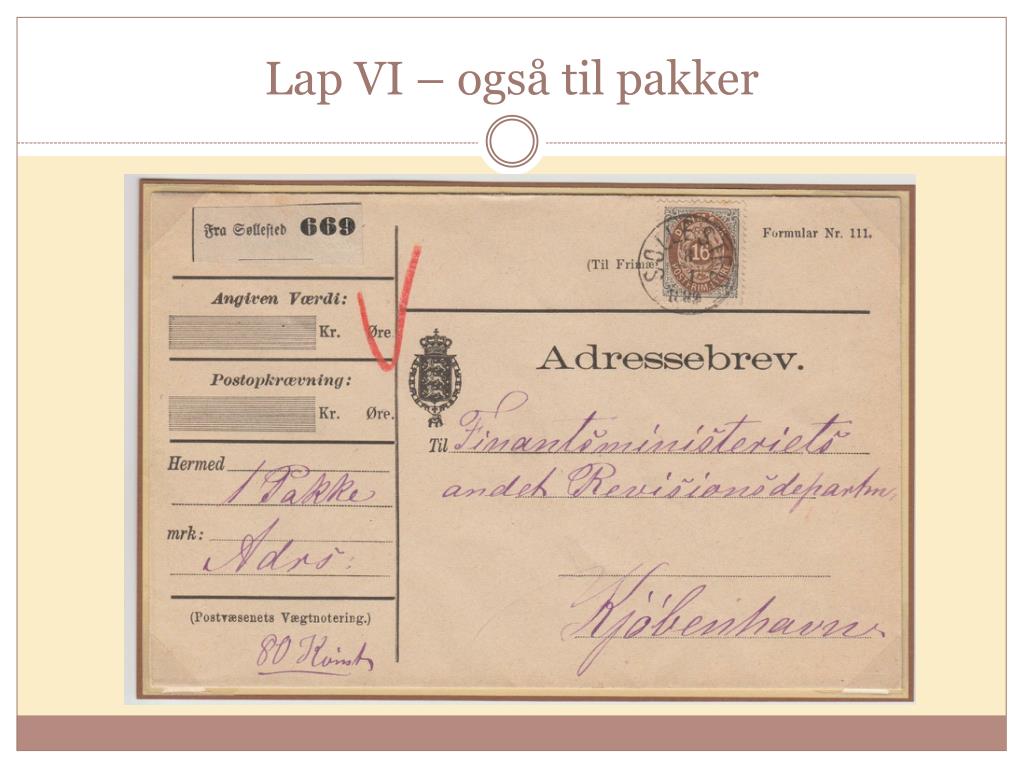 Lap VI – også til pakker
Fra Søllested 669
Formular Nr. 111.
(Til Frimæ
16
Angiven Værdi:
Kr. Øre.
Adressebrev.
Postopkrævning:
Kr. Øre.
Til Finantsministeriets
andet Revisionsdepartm.
Hermed
1 Pakke
mrk:
Adrs:
Kjøbenhavn
(Postvæsenets Vægtnotering.)
80 Kvint